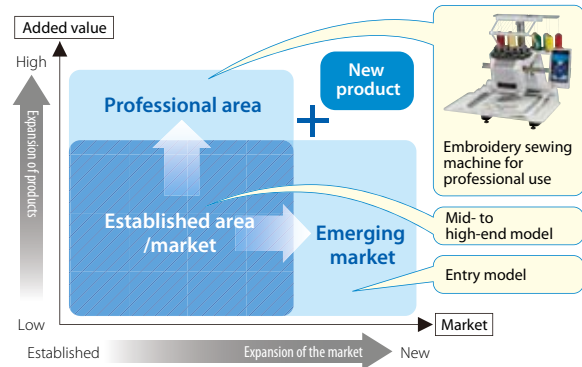 Added value
High
Expansion of products
Low
Professional area
+
New
product
Established area
/market
Emerging
market
Embroidery sewing
machine for
professional use
Mid- to
high-end model
Entry model
Market
Established
Expansion of the market
New